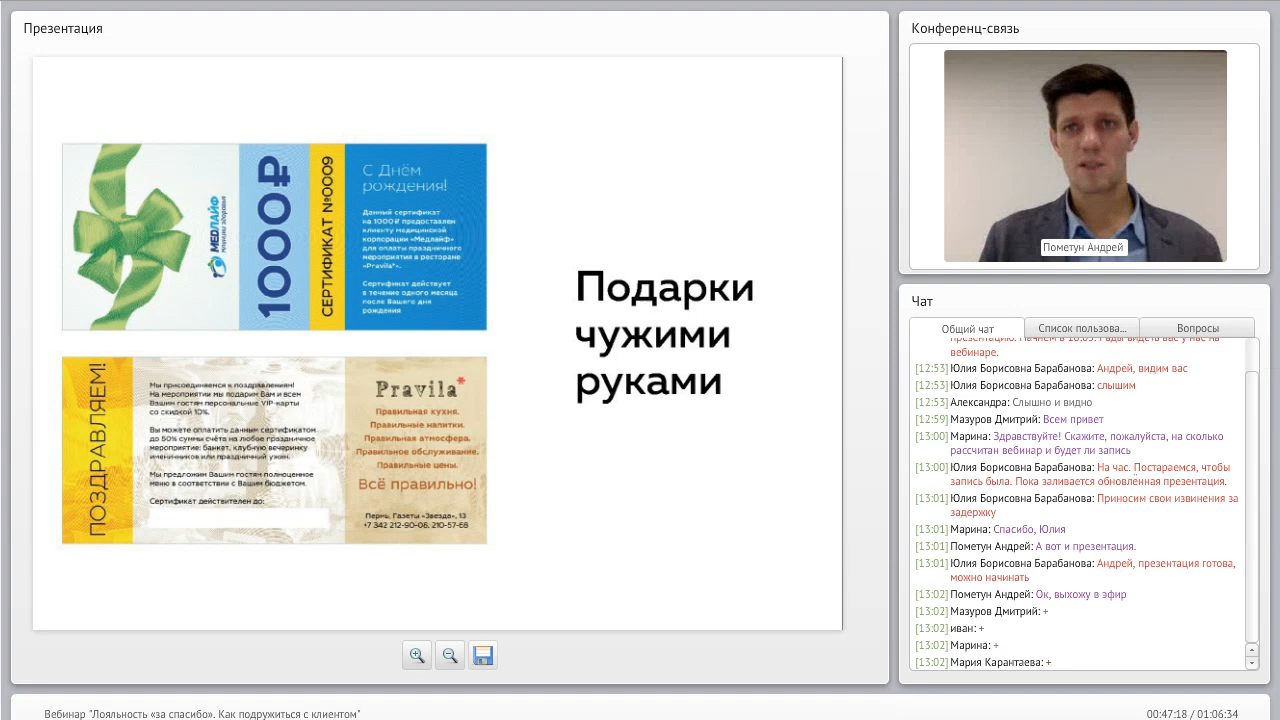 Презентация
МЕДЛАЙФ
1000₽
СЕРТИФИКАТ №0009
С Днём
рождения!
Данный сертификат
на 1000 ₽ предоставлен
клиенту медицинской
корпорации «Медлайф»
для оплаты праздничного
мероприятия в ресторане
«Pravila*».
Сертификат действует
в течение одного месяца
после Вашего дня
рождения
ПОЗДРАВЛЯЕМ!
Мы присоединяемся к поздравлениям!
На мероприятии мы подарим Вам и всем
Вашим гостям персональные VIP-карты
со скидкой 10%.
Вы можете оплатить данным сертификатом
до 50% суммы счёта на любое праздничное
мероприятие: банкет, клубную вечеринку
именинников или праздничный ужин.
Мы предложим Вашим гостям полноценное
меню в соответствии с Вашим бюджетом.
Сертификат действителен до:
Pravila*
Правильная кухня.
Правильные напитки.
Правильная атмосфера.
Правильное обслуживание.
Правильные цены.
Всё правильно!
Пермь, Газеты «Звезда», 13
+7 342 212-90-06, 210-57-68
Подарки
чужими
руками
Конференц-связь
Пометун Андрей
Чат
Общий чат
Список пользова...
Вопросы
презентацию. Начнем в 16:05. Рады видеть вас у нас на
вебинаре.
[12:53] Юлия Борисовна Барабанова: Андрей, видим вас
[12:53] Юлия Борисовна Барабанова: слышим
[12:53] Александра: Слышно и видно
[12:59] Мазуров Дмитрий: Всем привет
[13:00] Марина: Здравствуйте! Скажите, пожалуйста, на сколько
рассчитан вебинар и будет ли запись
[13:00] Юлия Борисовна Барабанова: На час. Постараемся, чтобы
запись была. Пока заливается обновлённая презентация.
[13:01] Юлия Борисовна Барабанова: Приносим свои извинения за
задержку
[13:01] Марина: Спасибо, Юлия
[13:01] Пометун Андрей: А вот и презентация.
[13:01] Юлия Борисовна Барабанова: Андрей, презентация готова,
можно начинать
[13:02] Пометун Андрей: Ок, выхожу в эфир
[13:02] Мазуров Дмитрий: +
[13:02] иван: +
[13:02] Марина: +
[13:02] Мария Карантаева: +
Вебинар "Лояльность «за спасибо». Как подружиться с клиентом"
00:47:18 / 01:06:34